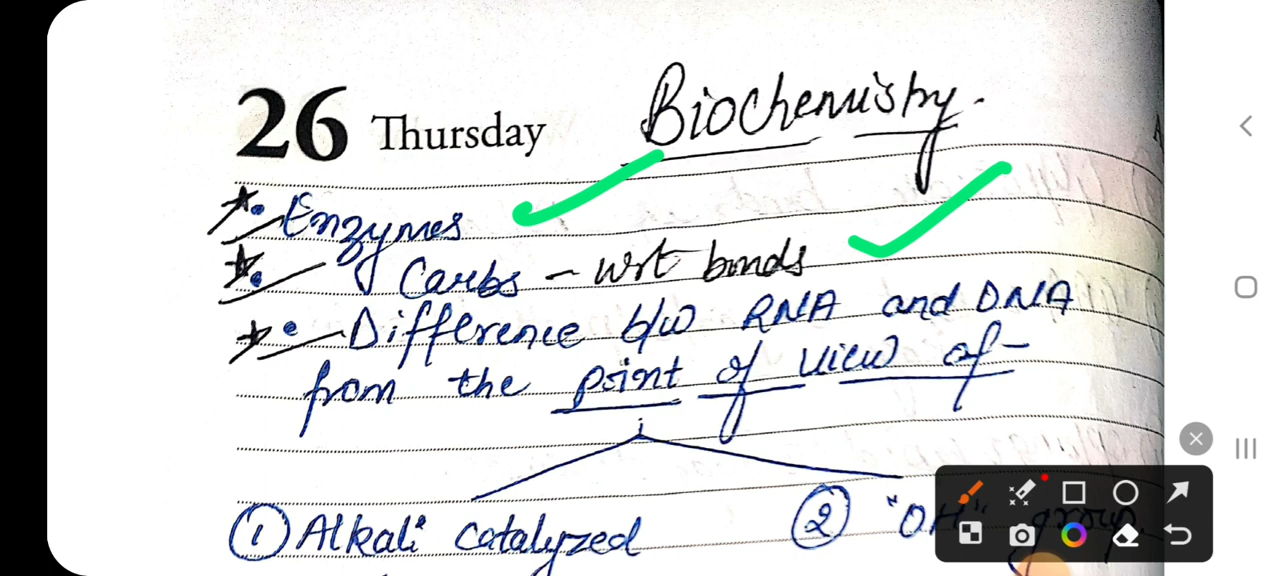 26 Thursday Biochemistry.
• Enzymes
• Carbs - wrt bonds
• Difference b/w RNA and DNA
from the point of view of -
① Alkali catalyzed ② "OH" group